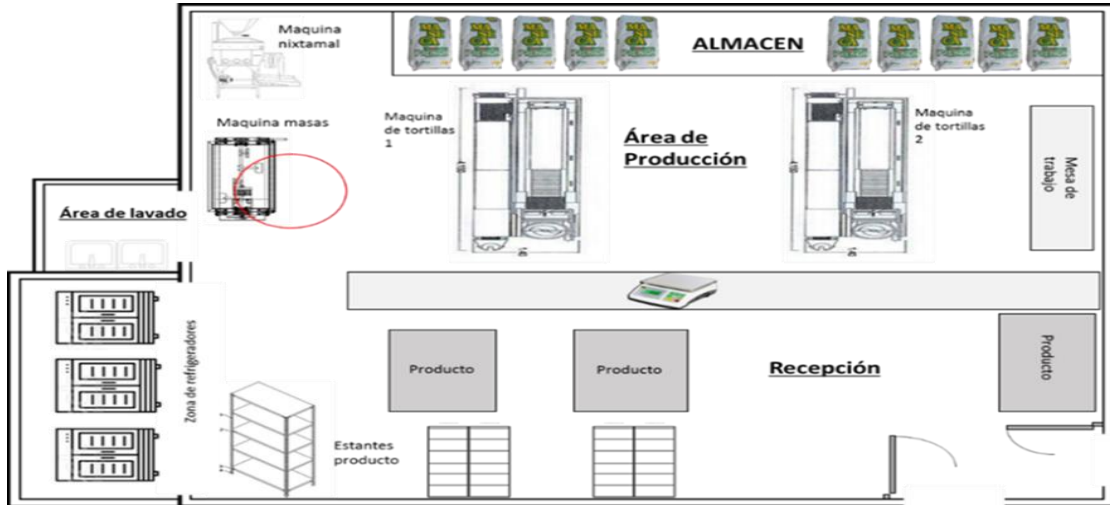 Maquina
nixtamal
ALMACEN
Maquina masas
Maquina
de tortillas
1
Área de
Producción
Maquina
de tortillas
2
Mesa de
trabajo
Área de lavado
Zona de refrigeradores
Producto
Producto
Recepción
Producto
Estantes
producto